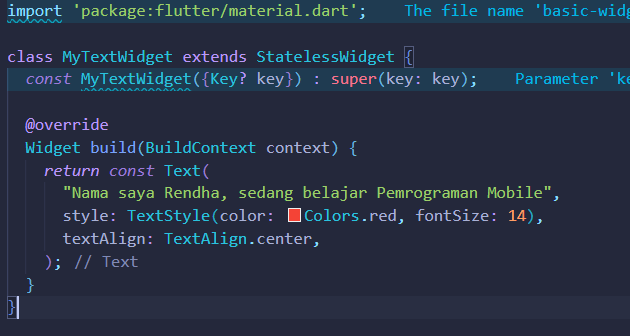 import 'package:flutter/material.dart'; The file name 'basic-widg
class MyTextWidget extends StatelessWidget {
const MyTextWidget({Key? key}) : super(key: key); Parameter 'ke
@override
Widget build(BuildContext context) {
return const Text(
"Nama saya Rendha, sedang belajar Pemrograman Mobile",
style: TextStyle(color: Colors.red, fontSize: 14),
textAlign: TextAlign.center,
); // Text
}
}